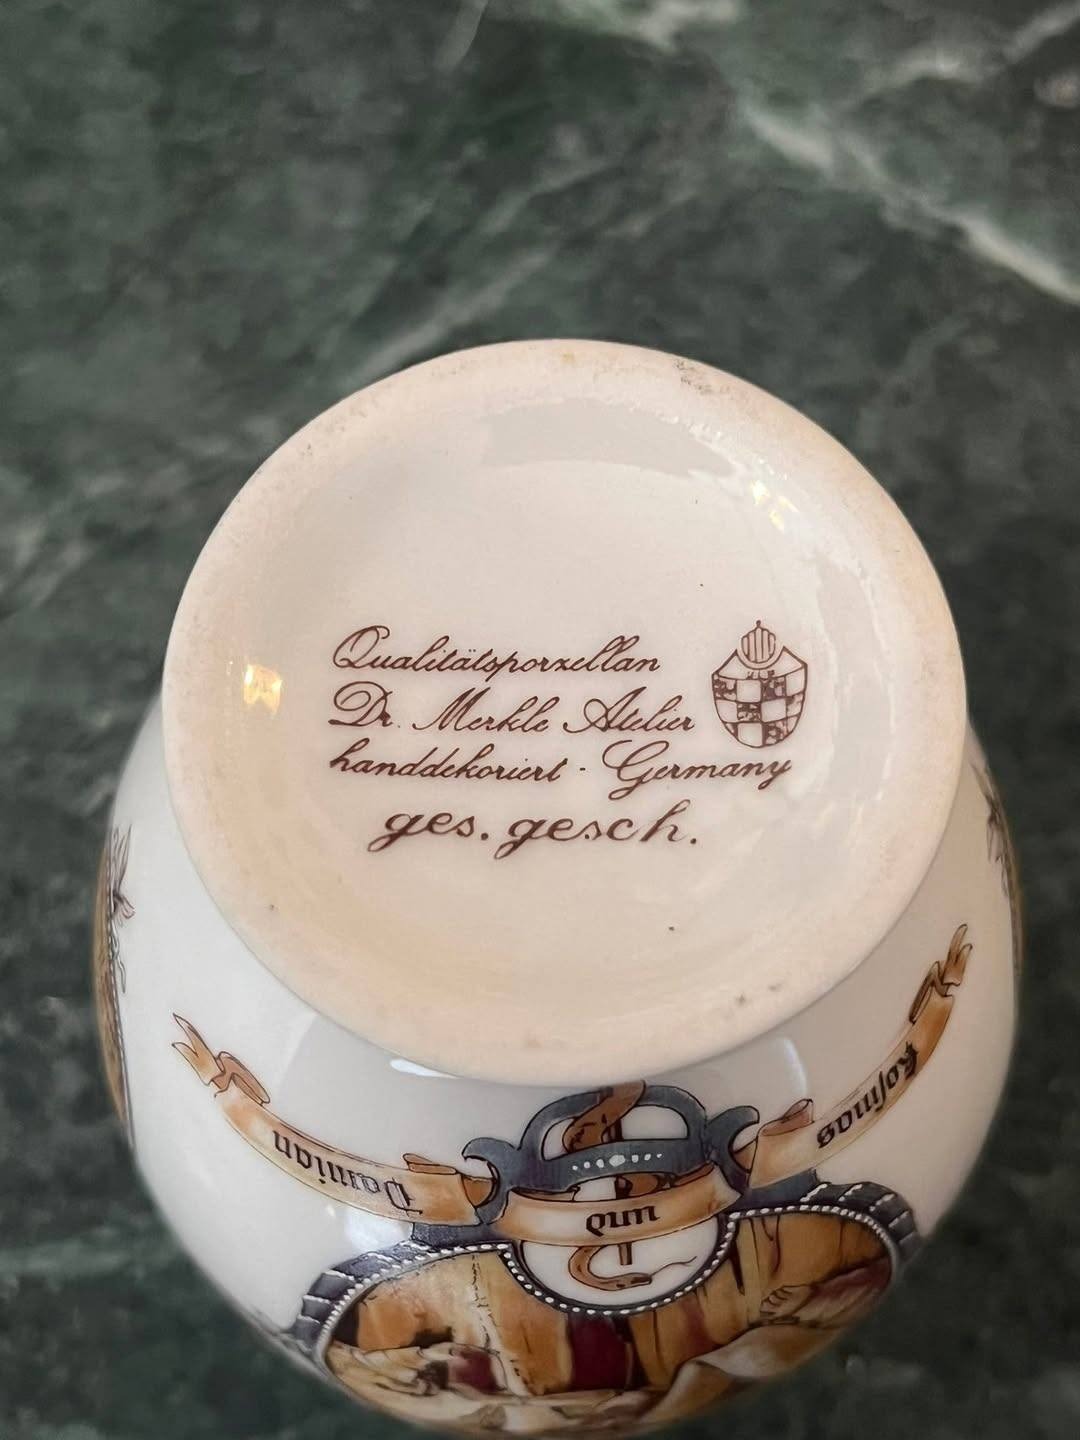 Qualitätsporzellan
Dr. Merkle Atelier
handdekoriert - Germany
ges. gesch.
Kosmas
und
Damian